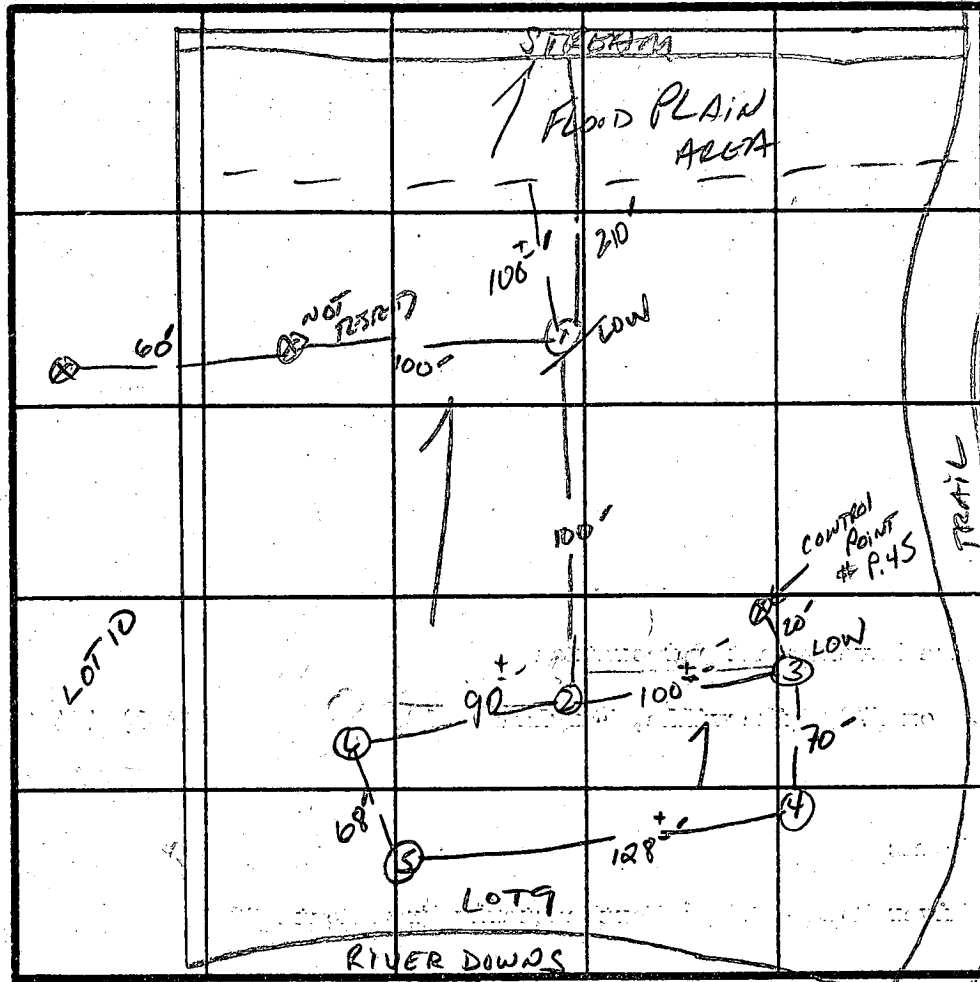 STREAM
FLOOD PLAIN
AREA
100±'
210'
NOT
TESTED
60'
100'
1
LOW
TRAIL
100'
CONTROL
POINT
# P.45
20'
LOT 10
LOW
3
90±'
2
100±'
6
70'
68'
4
5
128±'
LOT 9
RIVER DOWNS